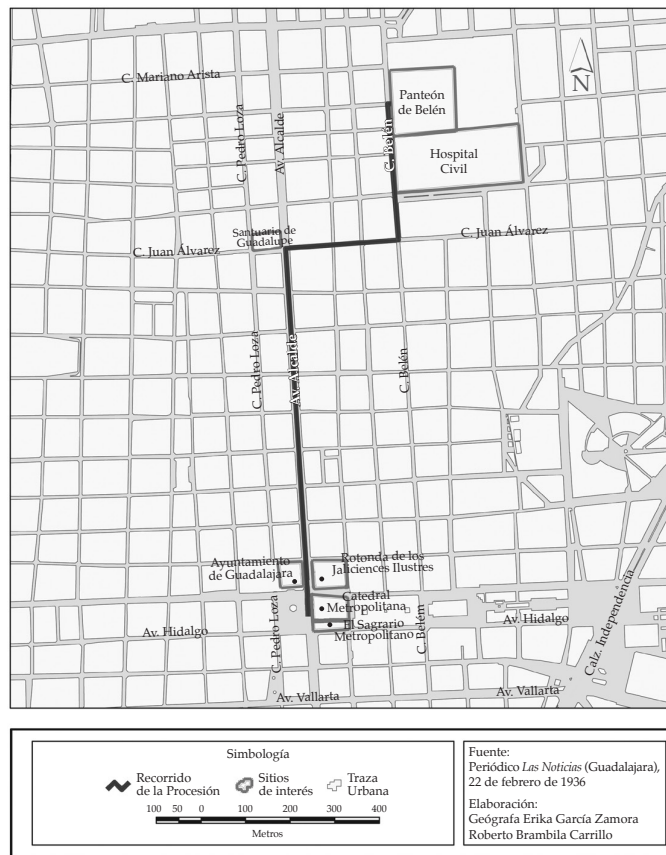 C. Mariano Arista
Panteón
de Belén
N
C. Pedro Loza
Av. Alcalde
C. Belén
Hospital
Civil
Santuario de
Guadalupe
C. Juan Álvarez
C. Juan Álvarez
C. Pedro Loza
Av. Alcalde
C. Belén
Ayuntamiento
de Guadalajara
Rotonda de los
Jaliciences Ilustres
Catedral
Metropolitana
El Sagrario
Metropolitano
Av. Hidalgo
C. Pedro Loza
C. Belém
Av. Hidalgo
Calz. Independencia
Av. Vallarta
Av. Vallarta
Simbología
Recorrido
de la Procesión
Sitios
de interés
Traza
Urbana
100 50 0 100 200 300 400,
Metros
Fuente:
Periódico Las Noticias (Guadalajara),
22 de febrero de 1936
Elaboración:
Geógrafa Erika García Zamora
Roberto Brambila Carrillo